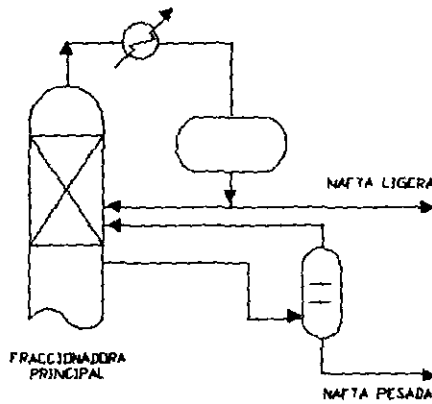 NAFTA LIGERA
FRACCIONADORA
PRINCIPAL
NAFTA PESADA